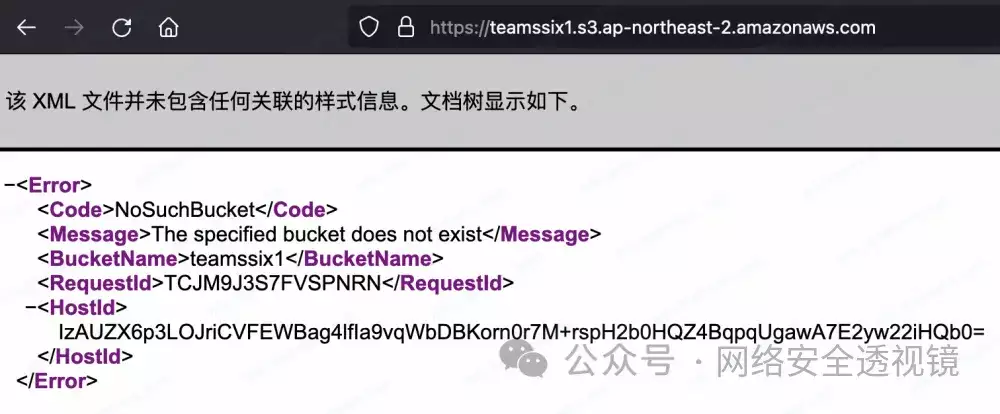 https://teamssix1.s3.ap-northeast-2.amazonaws.com
该 XML 文件并未包含任何关联的样式信息。文档树显示如下。
−<Error>
<Code>NoSuchBucket</Code>
<Message>The specified bucket does not exist</Message>
<BucketName>teamssix1</BucketName>
<RequestId>TCJM9J3S7FVSPNRN</RequestId>
−<HostId>
IzAUZX6p3LOJriCVFEWBag4lfIa9vqWbDBKorn0r7M+rspH2b0HQZ4BqpqUgawA7E2yw22iHQb0=
</HostId>
</Error>
公众号 · 网络安全透视镜